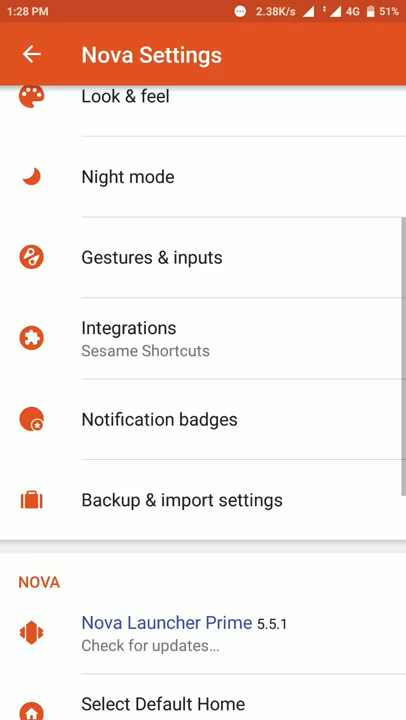 1:28 PM
2.38K/s 4G 51%
Nova Settings
Look & feel
Night mode
Gestures & inputs
Integrations
Sesame Shortcuts
Notification badges
Backup & import settings
NOVA
Nova Launcher Prime 5.5.1
Check for updates...
Select Default Home